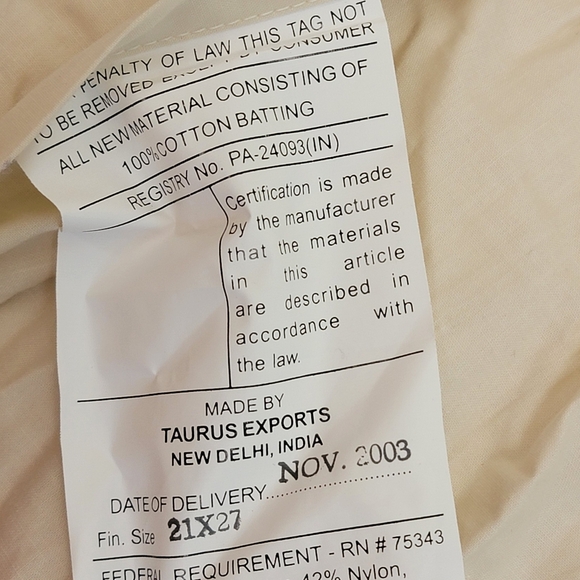 PENALTY OF LAW THIS TAG NOT
TO BE REMOVED EXCEPT BY CONSUMER
ALL NEW MATERIAL CONSISTING OF
100% COTTON BATTING
REGISTRY No. PA-24093(IN)
Certification is made
by the manufacturer
that the materials
in this article
are described in
accordance with
the law.
MADE BY
TAURUS EXPORTS
NEW DELHI, INDIA
NOV. 2003
DATE OF DELIVERY
Fin. Size 21X27
FEDERAL REQUIREMENT - RN # 75343
Nylon,